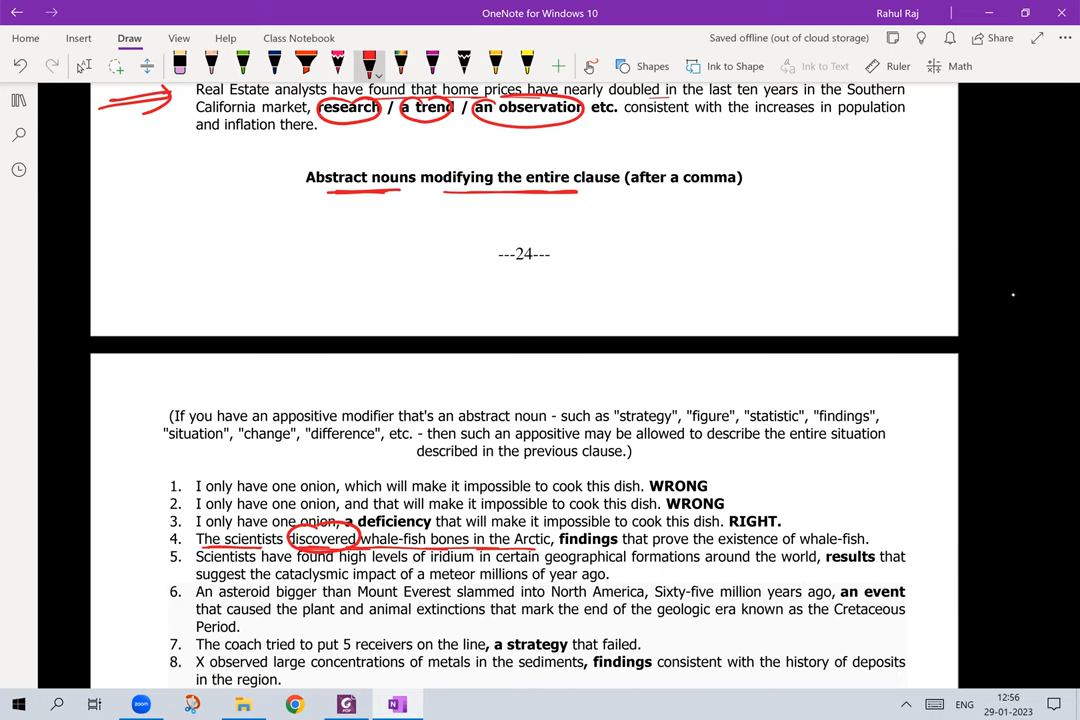 OneNote for Windows 10
Rahul Raj
Home Insert Draw View Help Class Notebook
Saved offline (out of cloud storage) Share
Shapes Ink to Shape Ink to Text Ruler Math
Real Estate analysts have found that home prices have nearly doubled in the last ten years in the Southern
California market, research / a trend / an observation etc. consistent with the increases in population
and inflation there.
Abstract nouns modifying the entire clause (after a comma)
---24---
(If you have an appositive modifier that's an abstract noun - such as "strategy", "figure", "statistic", "findings",
"situation", "change", "difference", etc. - then such an appositive may be allowed to describe the entire situation
described in the previous clause.)
1. I only have one onion, which will make it impossible to cook this dish. WRONG
2. I only have one onion, and that will make it impossible to cook this dish. WRONG
3. I only have one onion, a deficiency that will make it impossible to cook this dish. RIGHT.
4. The scientists discovered whale-fish bones in the Arctic, findings that prove the existence of whale-fish.
5. Scientists have found high levels of iridium in certain geographical formations around the world, results that
suggest the cataclysmic impact of a meteor millions of year ago.
6. An asteroid bigger than Mount Everest slammed into North America, Sixty-five million years ago, an event
that caused the plant and animal extinctions that mark the end of the geologic era known as the Cretaceous
Period.
7. The coach tried to put 5 receivers on the line, a strategy that failed.
8. X observed large concentrations of metals in the sediments, findings consistent with the history of deposits
in the region.
zoom
ENG
12:56
29-01-2023